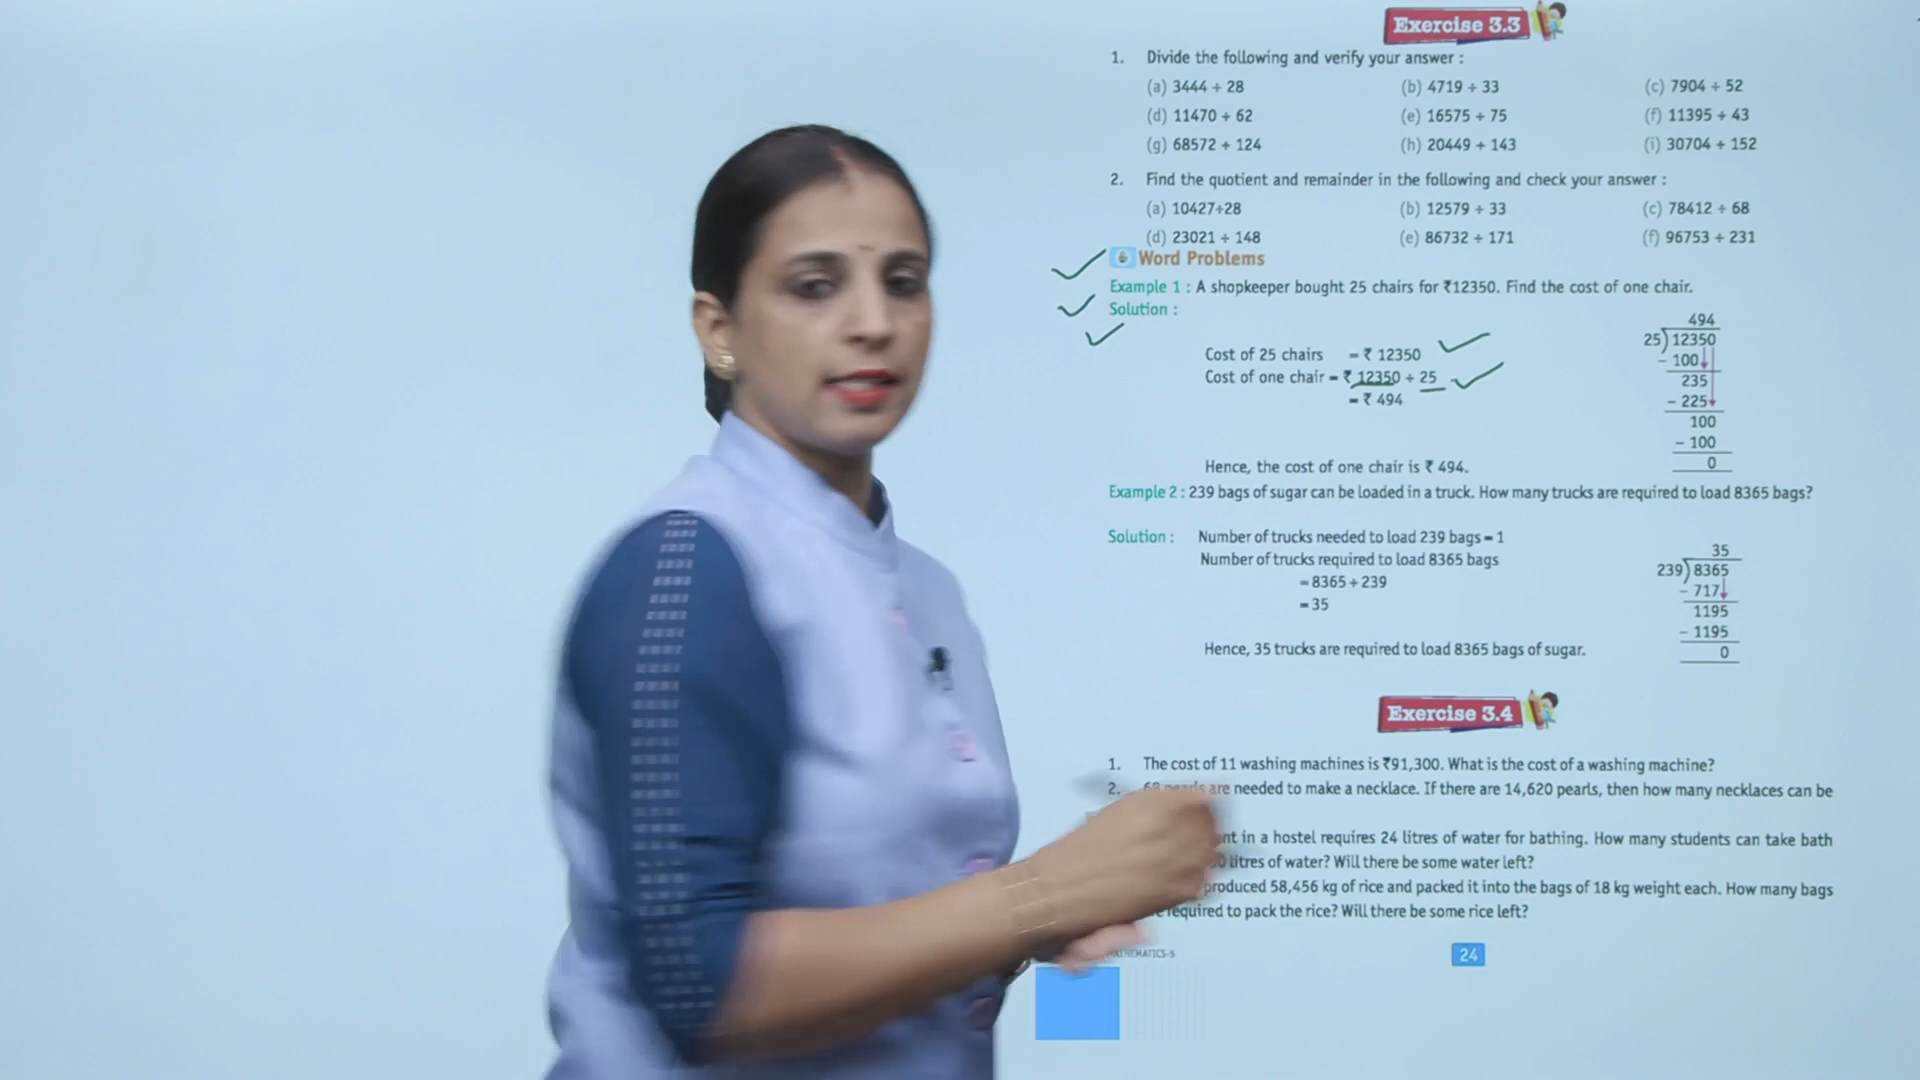 Exercise 3.3
1. Divide the following and verify your answer :
(a) 3444 ÷ 28 (b) 4719 ÷ 33 (c) 7904 ÷ 52
(d) 11470 ÷ 62 (e) 16575 ÷ 75 (f) 11395 ÷ 43
(g) 68572 ÷ 124 (h) 20449 ÷ 143 (i) 30704 ÷ 152
2. Find the quotient and remainder in the following and check your answer :
(a) 10427÷28 (b) 12579 ÷ 33 (c) 78412 ÷ 68
(d) 23021 ÷ 148 (e) 86732 ÷ 171 (f) 96753 ÷ 231
Word Problems
Example 1 : A shopkeeper bought 25 chairs for ₹12350. Find the cost of one chair.
Solution :
Cost of 25 chairs = ₹ 12350
Cost of one chair = ₹ 12350 ÷ 25
= ₹ 494
494
25)12350
- 100
235
- 225
100
- 100
0
Hence, the cost of one chair is ₹ 494.
Example 2 : 239 bags of sugar can be loaded in a truck. How many trucks are required to load 8365 bags?
Solution : Number of trucks needed to load 239 bags = 1
Number of trucks required to load 8365 bags
= 8365 ÷ 239
= 35
35
239)8365
- 717
1195
- 1195
0
Hence, 35 trucks are required to load 8365 bags of sugar.
Exercise 3.4
1. The cost of 11 washing machines is ₹91,300. What is the cost of a washing machine?
2. 68 pearls are needed to make a necklace. If there are 14,620 pearls, then how many necklaces can be
in a hostel requires 24 litres of water for bathing. How many students can take bath
litres of water? Will there be some water left?
produced 58,456 kg of rice and packed it into the bags of 18 kg weight each. How many bags
required to pack the rice? Will there be some rice left?
MATHEMATICS-5
24